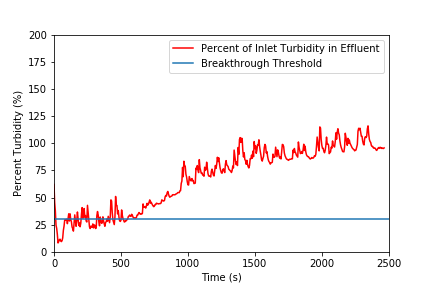 200
175
150
125
100
75
50
25
0
Percent Turbidity (%)
Percent of Inlet Turbidity in Effluent
Breakthrough Threshold
0 500 1000 1500 2000 2500
Time (s)